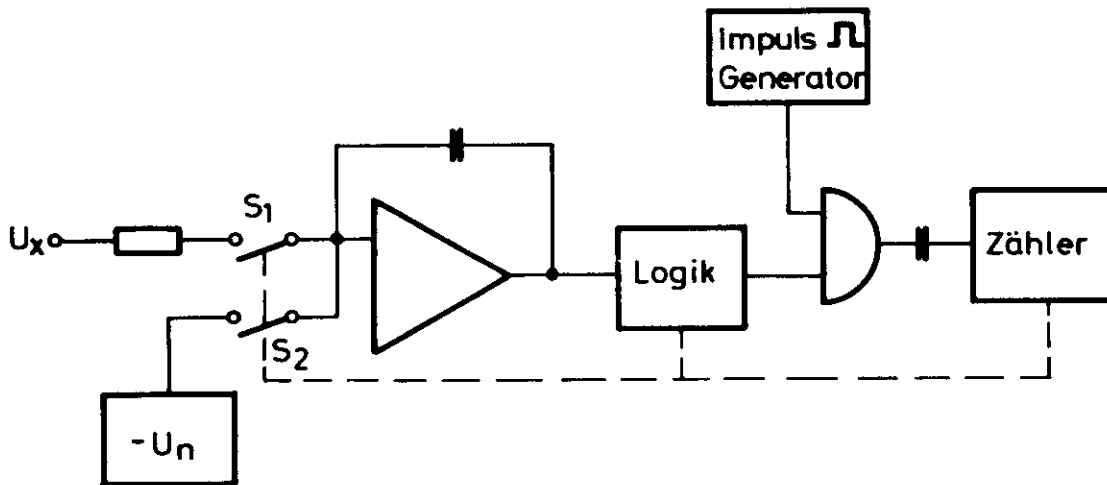 Impuls
Generator
Uₓ
S₁
Logik
Zähler
S₂
-Uₙ